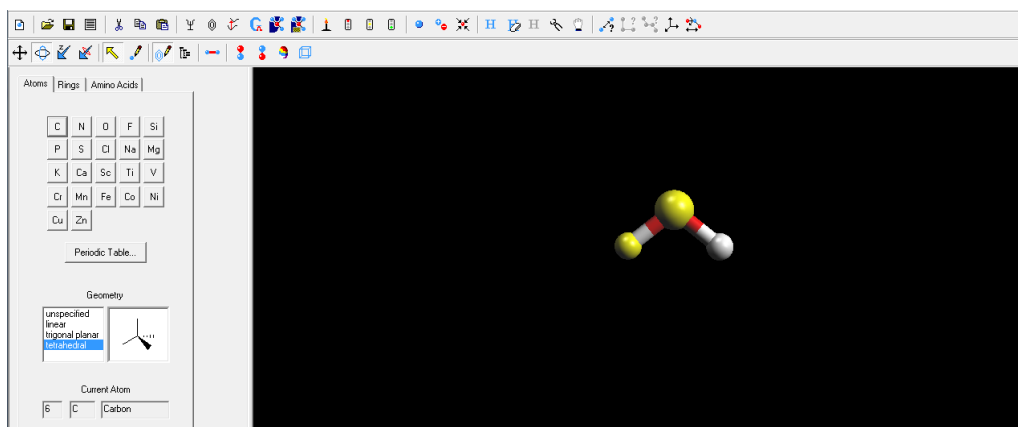 H H H
Atoms Rings Amino Acids
C N O F Si
P S Cl Na Mg
K Ca Sc Ti V
Cr Mn Fe Co Ni
Cu Zn
Periodic Table...
Geometry
unspecified
linear
trigonal planar
tetrahedral
Current Atom
6 C Carbon